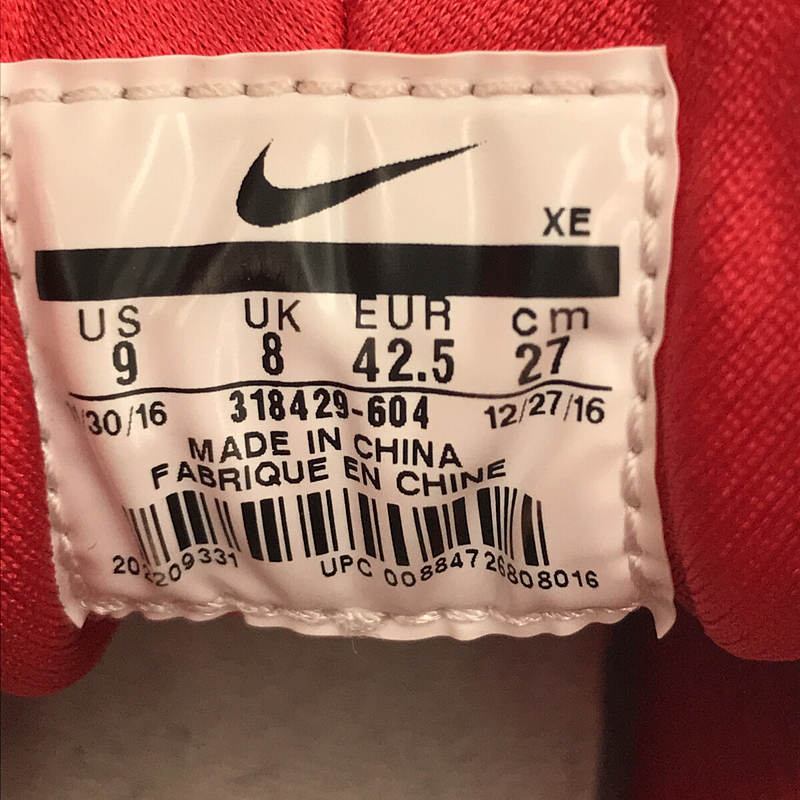 XE
US UK EUR cm
9 8 42.5 27
/30/16 318429-604 12/27/16
MADE IN CHINA
FABRIQUE EN CHINE
UPC 00884726808016